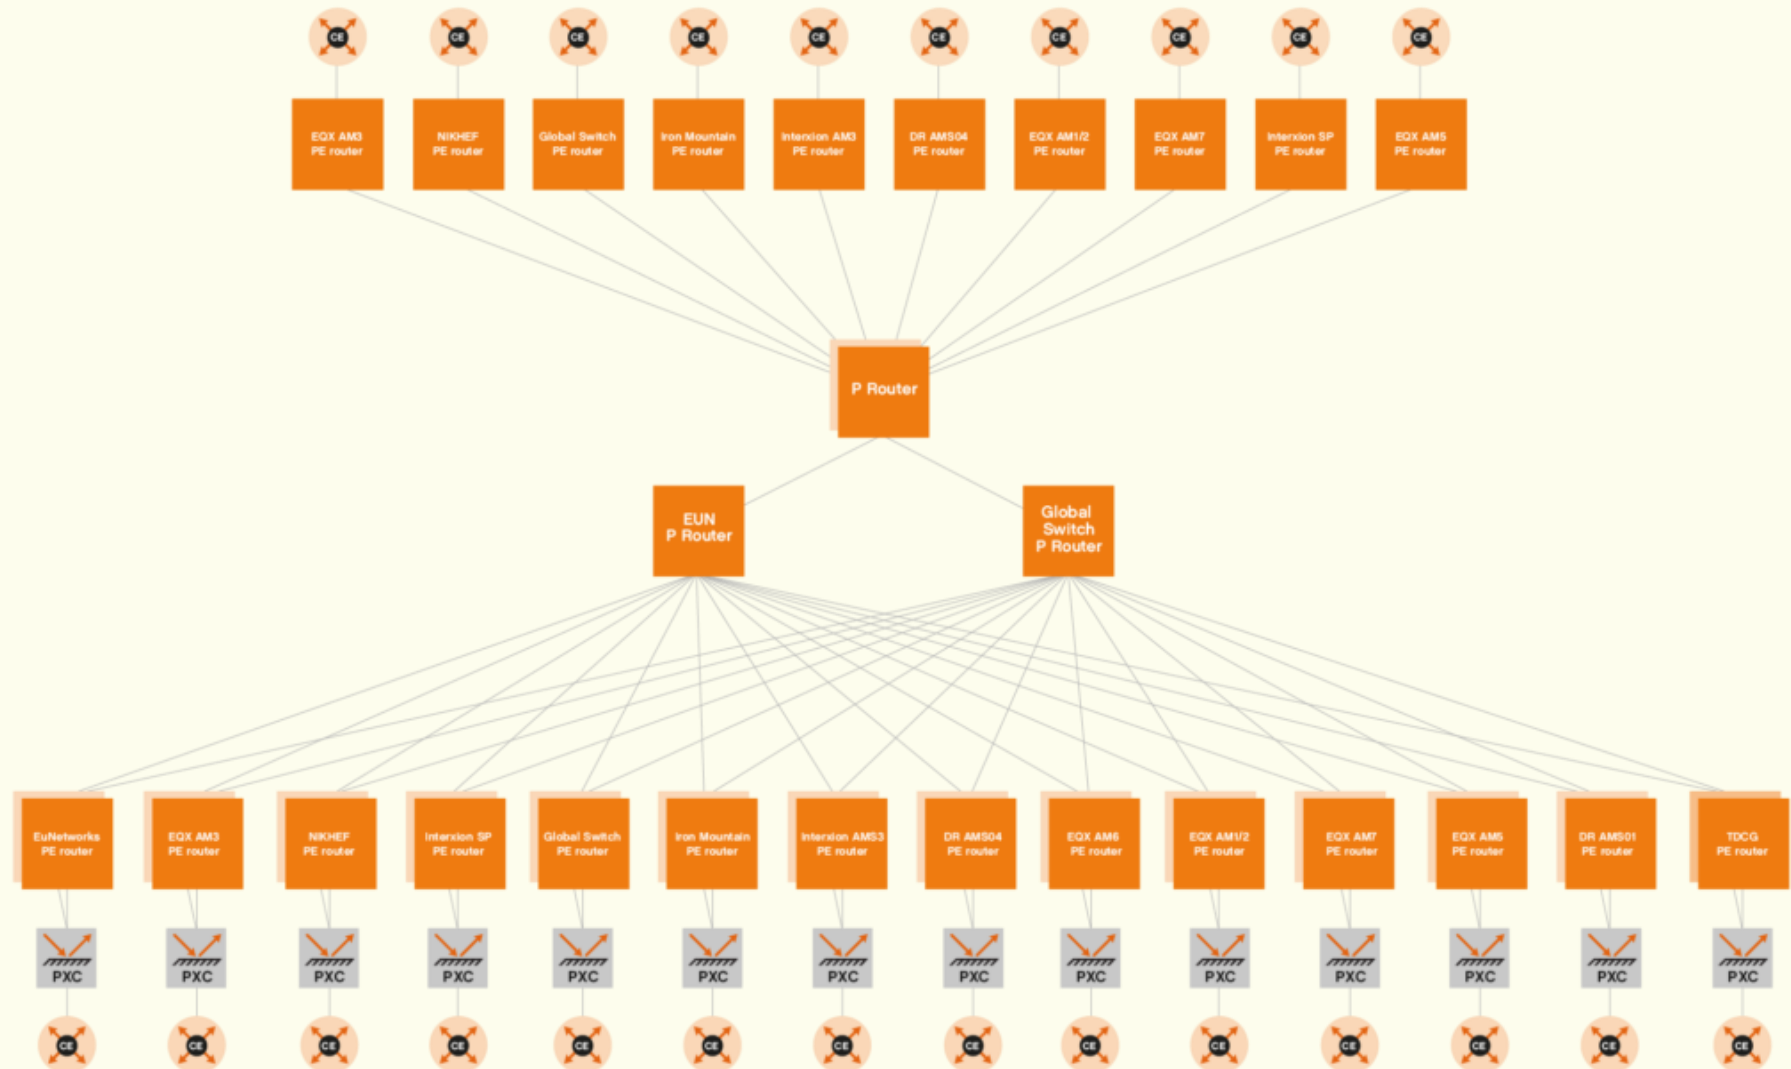 CE CE CE CE CE CE CE CE CE CE
EQX AM3
PE router
NIKHEF
PE router
Global Switch
PE router
Iron Mountain
PE router
Interxion AM3
PE router
DR AMS04
PE router
EQX AM1/2
PE router
EQX AM7
PE router
Interxion SP
PE router
EQX AM5
PE router
P Router
EUN
P Router
Global
Switch
P Router
EuNetworks
PE router
EQX AM3
PE router
NIKHEF
PE router
Interxion SP
PE router
Global Switch
PE router
Iron Mountain
PE router
Interxion AMS3
PE router
DR AMS04
PE router
EQX AM6
PE router
EQX AM1/2
PE router
EQX AM7
PE router
EQX AM5
PE router
DR AMS01
PE router
TDCG
PE router
PXC PXC PXC PXC PXC PXC PXC PXC PXC PXC PXC PXC PXC PXC
CE CE CE CE CE CE CE CE CE CE CE CE CE CE